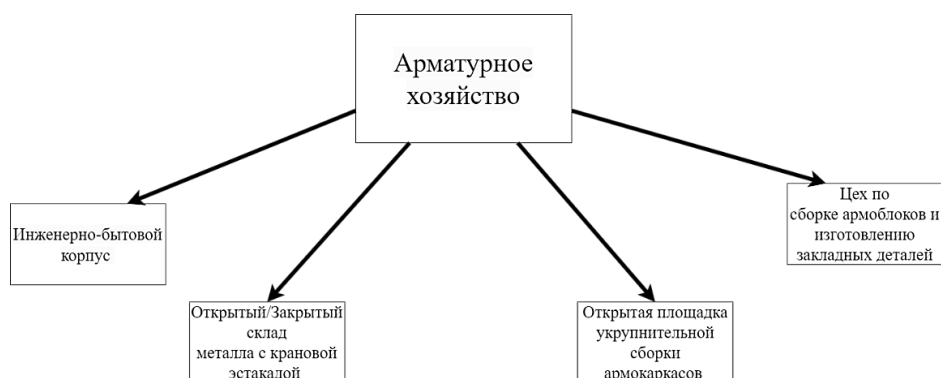 Арматурное
хозяйство
Инженерно-бытовой
корпус
Открытый/Закрытый
склад
металла с крановой
эстакадой
Открытая площадка
укрупнительной
сборки
армокаркасов
Цех по
сборке армоблоков и
изготовлению
закладных деталей